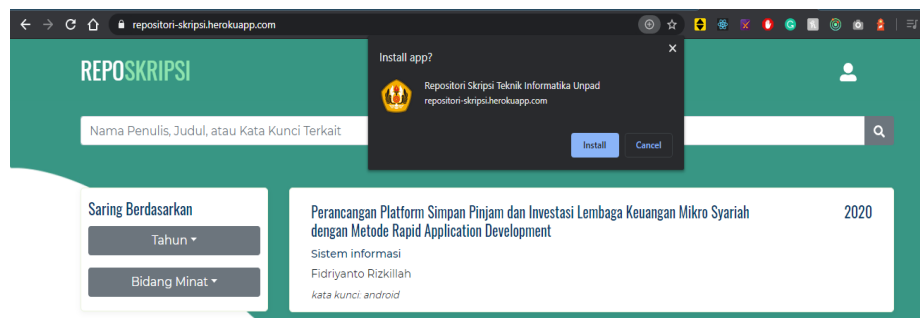 repositori-skripsi.herokuapp.com
REPOSKRIPSI
Install app?
Repositori Skripsi Teknik Informatika Unpad
repositori-skripsi.herokuapp.com
Install
Cancel
Nama Penulis, Judul, atau Kata Kunci Terkait
Saring Berdasarkan
Tahun
Bidang Minat
Perancangan Platform Simpan Pinjam dan Investasi Lembaga Keuangan Mikro Syariah
2020
dengan Metode Rapid Application Development
Sistem informasi
Fidriyanto Rizkillah
kata kunci: android